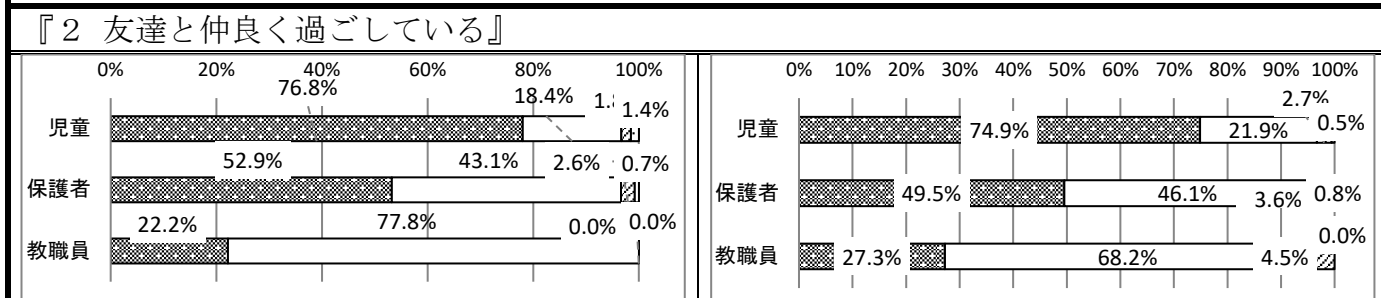 『２ 友達と仲良く過ごしている』
0% 20% 40% 60% 80% 100%
76.8% 18.4% 1.4%
児童
52.9% 43.1% 2.6% 0.7%
保護者
22.2% 77.8% 0.0% 0.0%
教職員
0% 10% 20% 30% 40% 50% 60% 70% 80% 90% 100%
2.7%
児童 74.9% 21.9% 0.5%
保護者 49.5% 46.1% 3.6% 0.8%
0.0%
教職員 27.3% 68.2% 4.5%